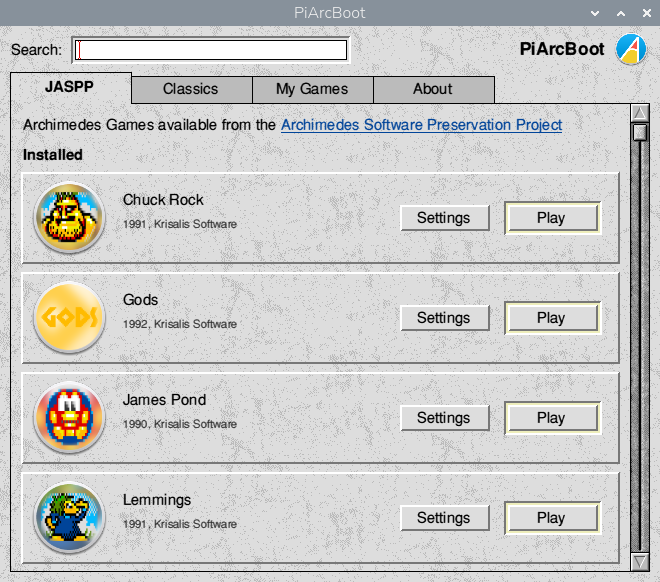 PiArcBoot
Search:
PiArcBoot
JASPP
Classics
My Games
About
Archimedes Games available from the Archimedes Software Preservation Project
Installed
Chuck Rock
1991, Krisalis Software
Settings
Play
GODS
Gods
1992, Krisalis Software
Settings
Play
James Pond
1990, Krisalis Software
Settings
Play
Lemmings
1991, Krisalis Software
Settings
Play